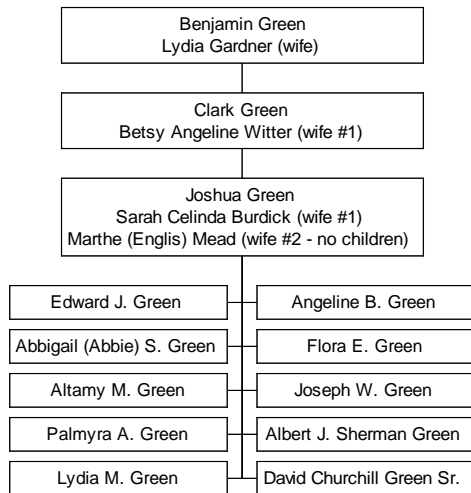 Benjamin Green
Lydia Gardner (wife)
Clark Green
Betsy Angeline Witter (wife #1)
Joshua Green
Sarah Celinda Burdick (wife #1)
Marthe (Englis) Mead (wife #2 - no children)
Edward J. Green
Angeline B. Green
Abbigail (Abbie) S. Green
Flora E. Green
Altamy M. Green
Joseph W. Green
Palmyra A. Green
Albert J. Sherman Green
Lydia M. Green
David Churchill Green Sr.